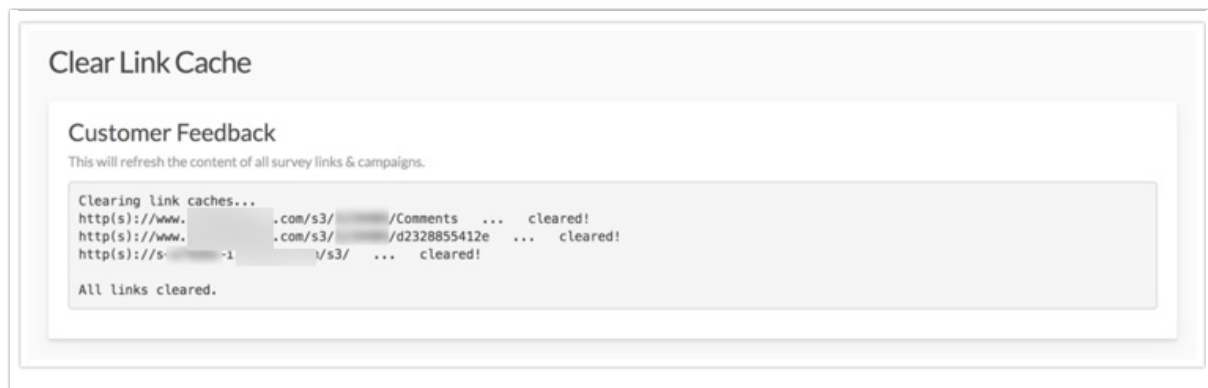 Clear Link Cache
Customer Feedback
This will refresh the content of all survey links & campaigns.
Clearing link caches...
http(s)://www. .com/s3/ /Comments ... cleared!
http(s)://www. .com/s3/ /d2328855412e ... cleared!
http(s)://s- -i /s3/ ... cleared!
All links cleared.